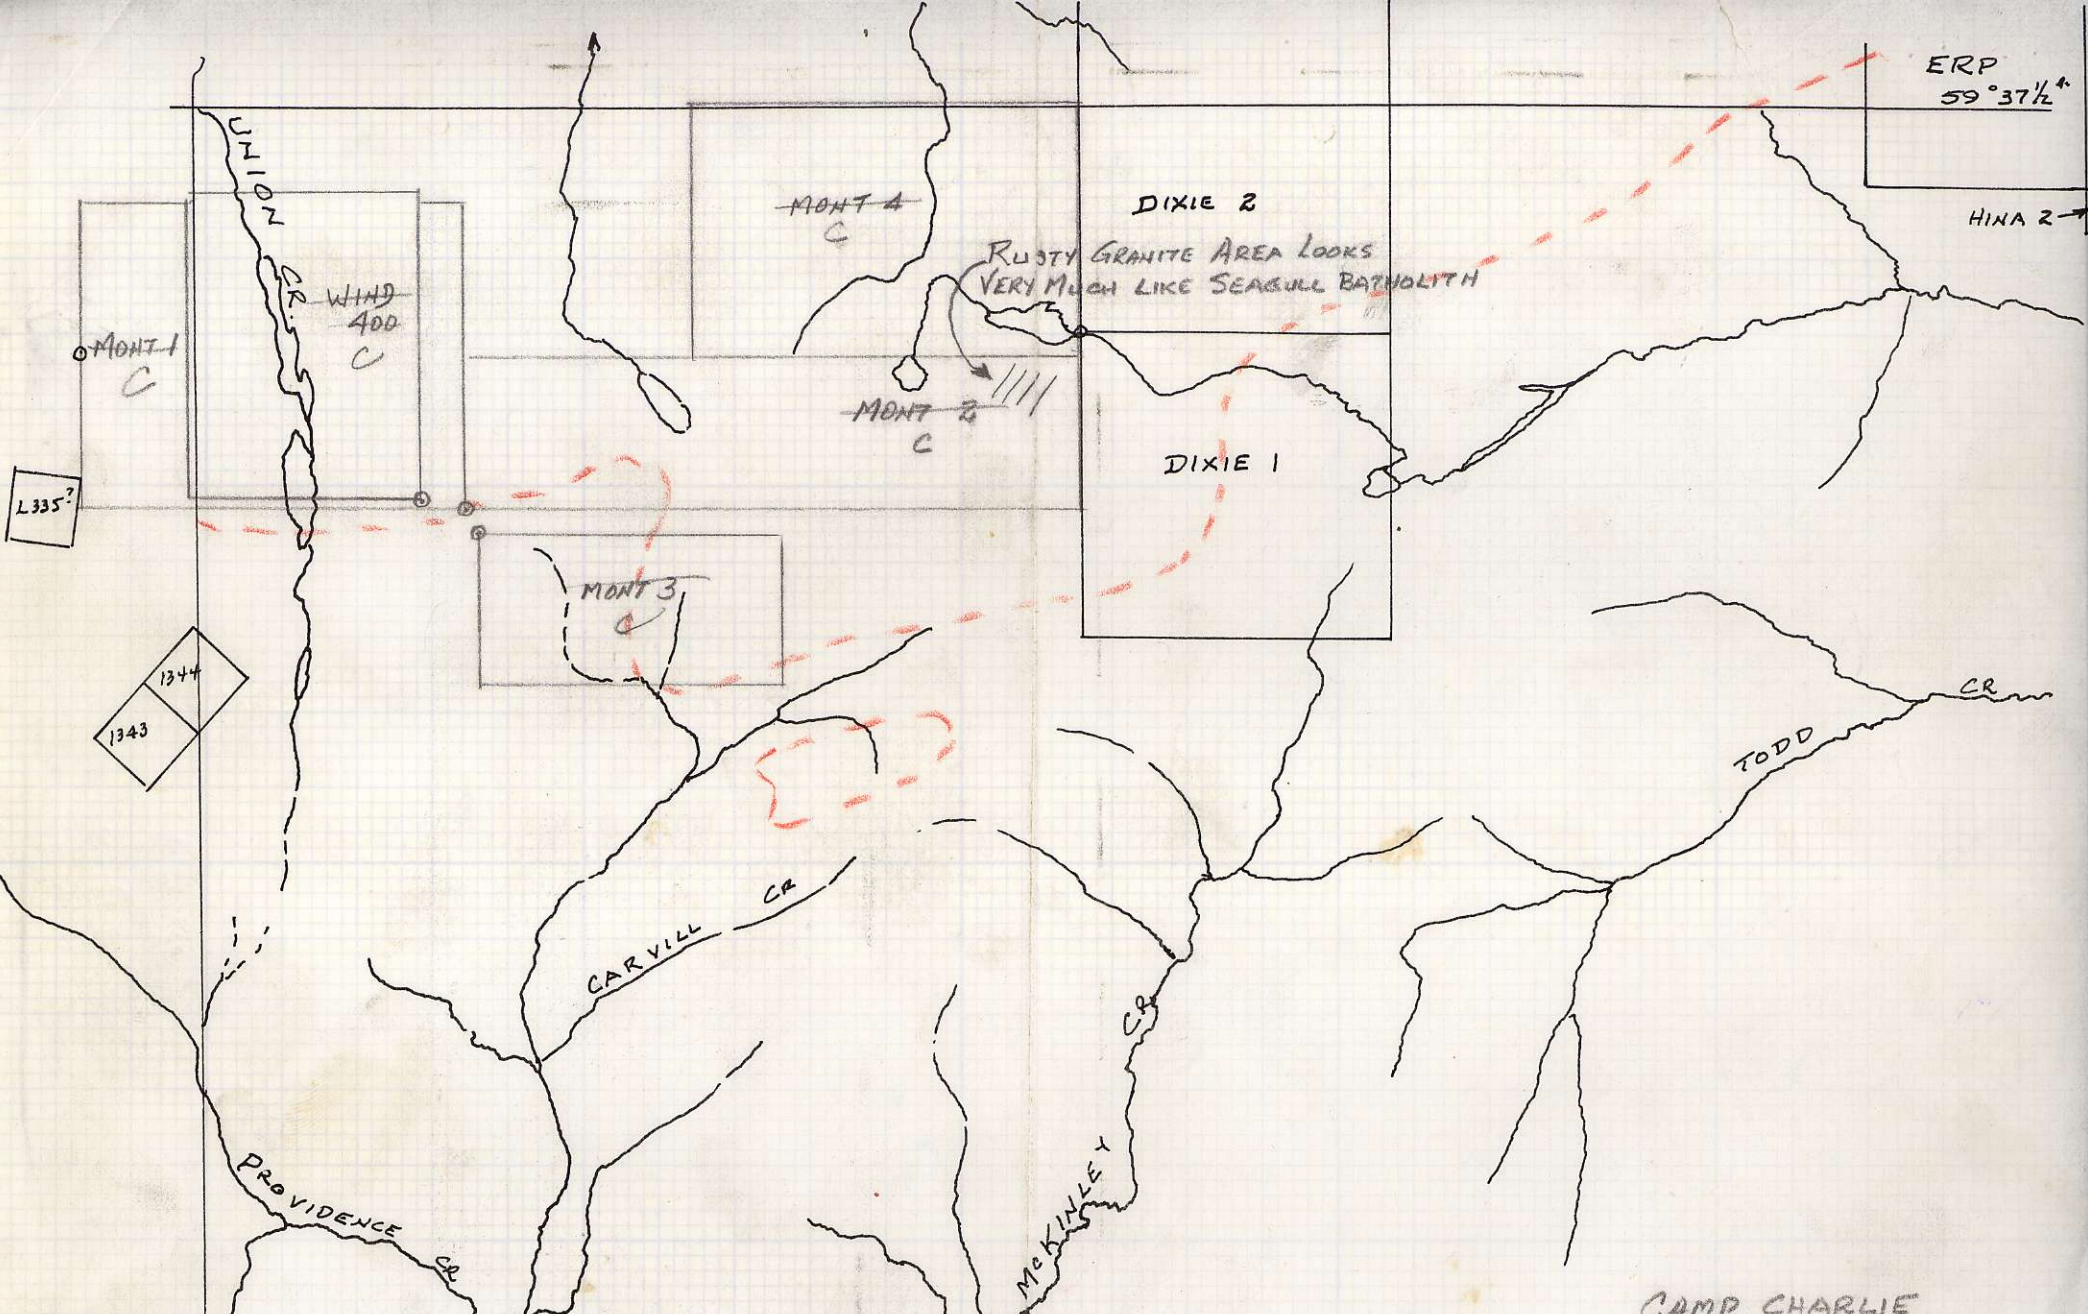 ERP
59°37½
UNION CR.
MONT 4
C
DIXIE 2
HINA 2
RUSTY GRANITE AREA LOOKS
VERY MUCH LIKE SEAGULL BATHOLITH
WIND
400
C
MONT 1
C
MONT 2
C
DIXIE 1
L335?
MONT 3
C
1344
1343
CR
TODD
CARVILL CR
CR
MCKINLEY
PROVIDENCE CR
CAMP CHARLIE